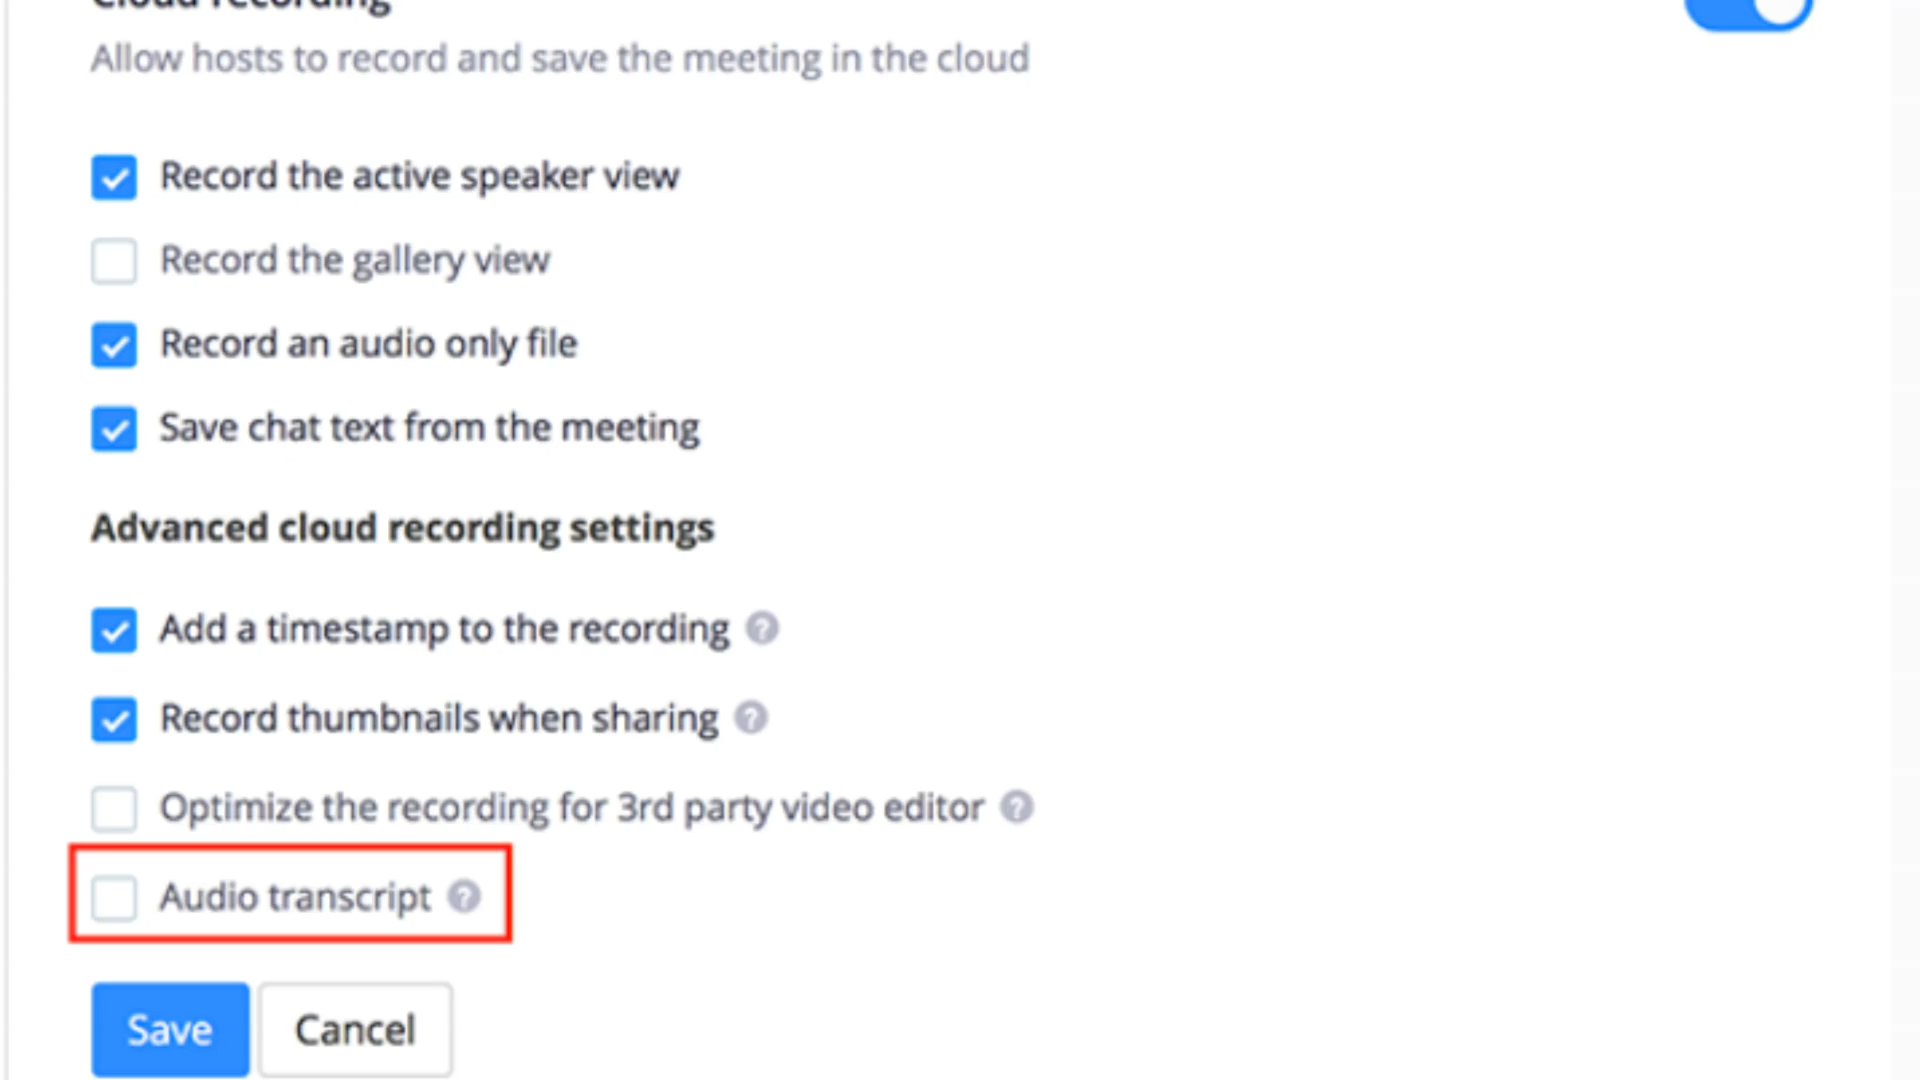 Cloud recording
Allow hosts to record and save the meeting in the cloud
Record the active speaker view
Record the gallery view
Record an audio only file
Save chat text from the meeting
Advanced cloud recording settings
Add a timestamp to the recording ?
Record thumbnails when sharing ?
Optimize the recording for 3rd party video editor ?
Audio transcript ?
Save Cancel